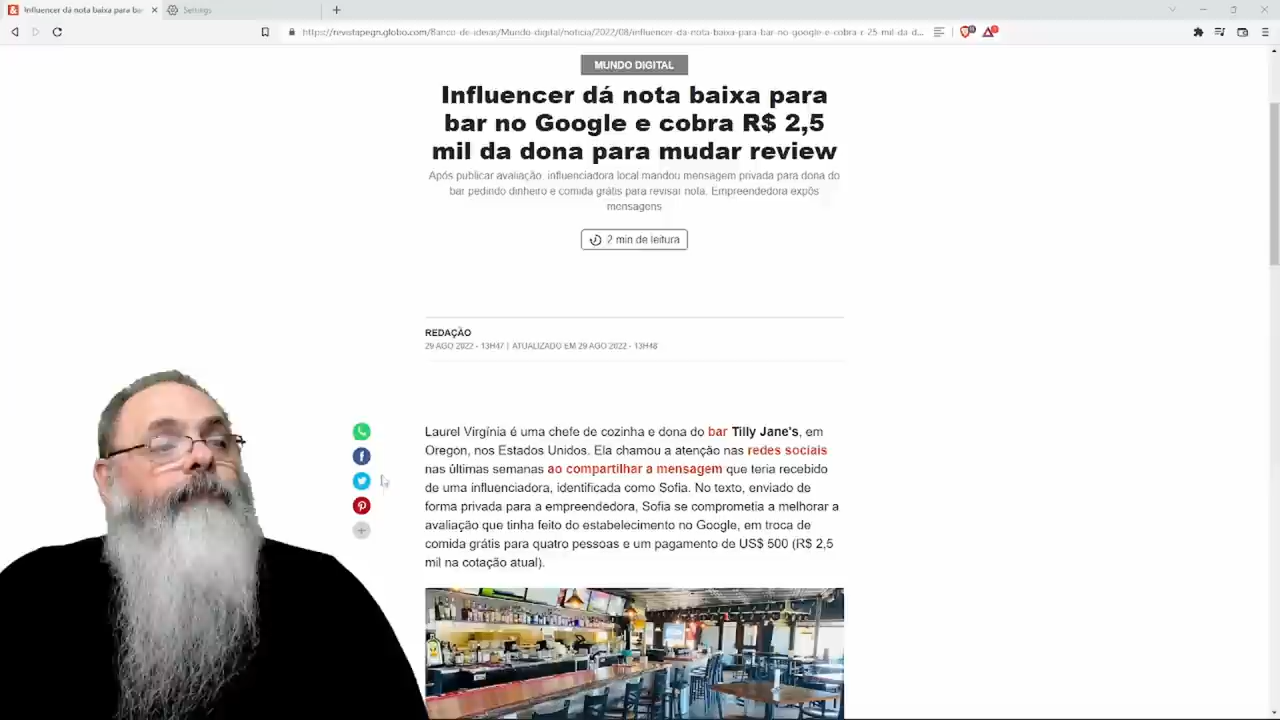 Influencer dá nota baixa para bar
Settings
https://revistapegn.globo.com/Banco-de-ideias/Mundo-digital/noticia/2022/08/influencer-da-nota-baixa-para-bar-no-google-e-cobra-r-25-mil-da-d...
MUNDO DIGITAL
Influencer dá nota baixa para
bar no Google e cobra R$ 2,5
mil da dona para mudar review
Após publicar avaliação, influenciadora local mandou mensagem privada para dona do
bar pedindo dinheiro e comida grátis para revisar nota. Empreendedora expôs
mensagens
2 min de leitura
REDAÇÃO
29 AGO 2022 - 13H47 | ATUALIZADO EM 29 AGO 2022 - 13H48
Laurel Virgínia é uma chefe de cozinha e dona do bar Tilly Jane's, em
Oregon, nos Estados Unidos. Ela chamou a atenção nas redes sociais
nas últimas semanas ao compartilhar a mensagem que teria recebido
de uma influenciadora, identificada como Sofia. No texto, enviado de
forma privada para a empreendedora, Sofia se comprometia a melhorar a
avaliação que tinha feito do estabelecimento no Google, em troca de
comida grátis para quatro pessoas e um pagamento de US$ 500 (R$ 2,5
mil na cotação atual).